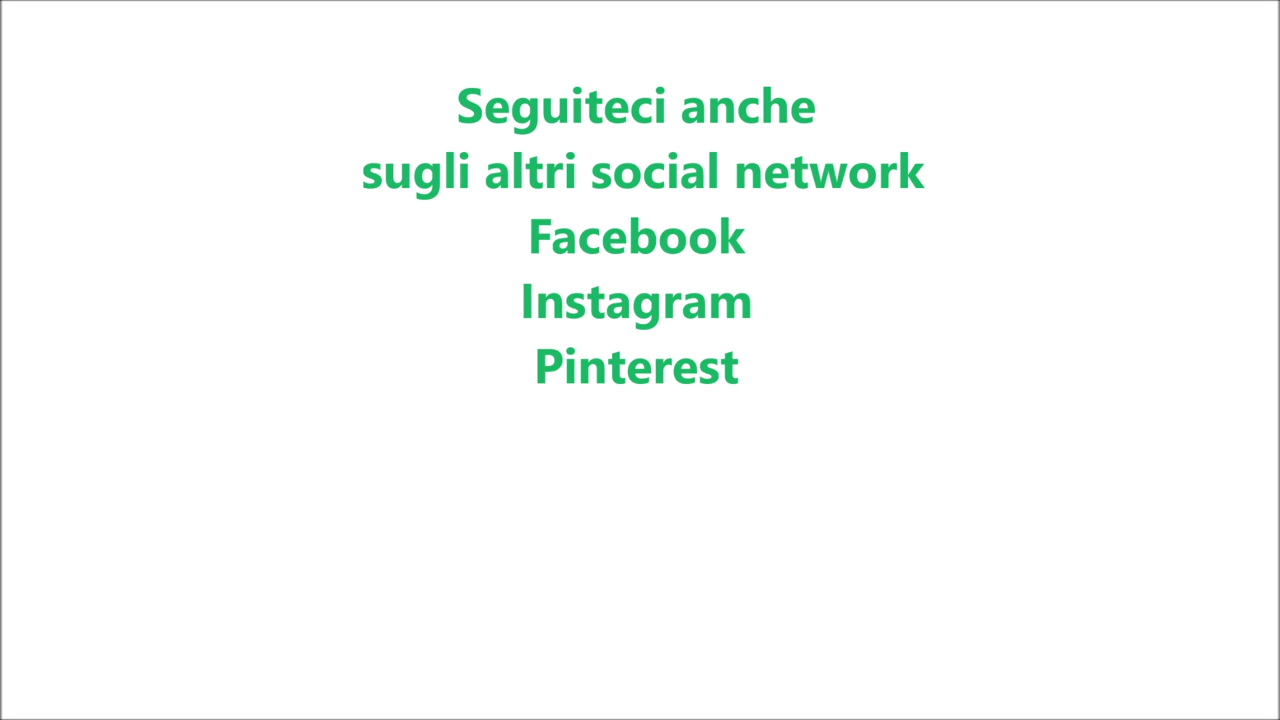 Seguiteci anche
sugli altri social network
Facebook
Instagram
Pinterest